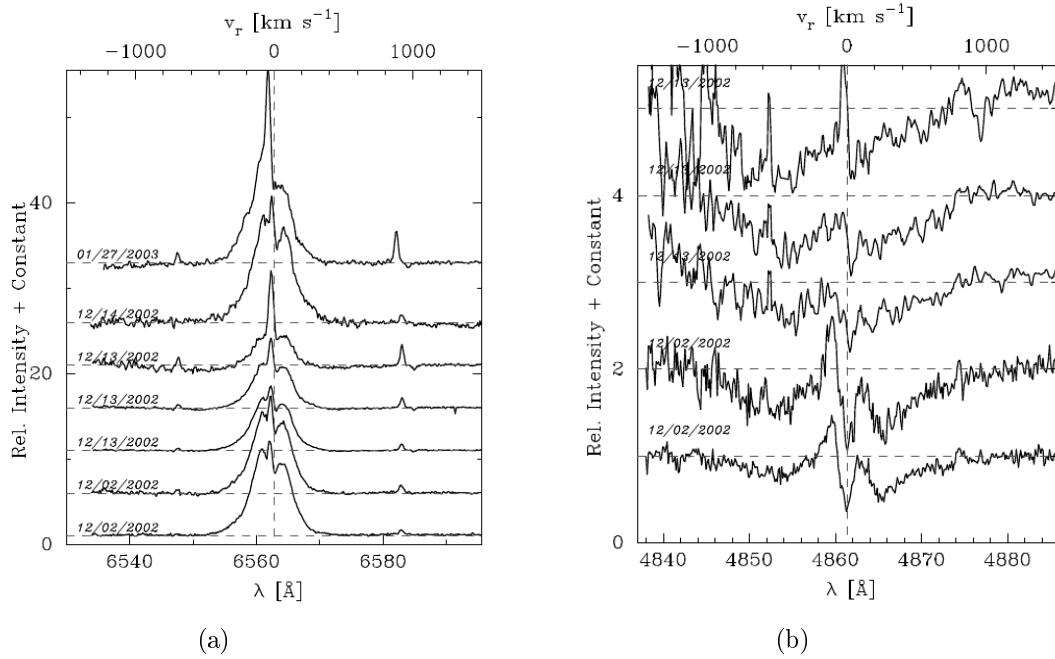 v_r [km s⁻¹]
−1000 0 1000
Rel. Intensity + Constant
40
20
0
01/27/2003
12/14/2002
12/13/2002
12/13/2002
12/13/2002
12/02/2002
12/02/2002
6540 6560 6580
λ [Å]
(a)
v_r [km s⁻¹]
−1000 0 1000
Rel. Intensity + Constant
4
2
0
12/13/2002
12/13/2002
12/02/2002
12/02/2002
4840 4850 4860 4870 4880
λ [Å]
(b)